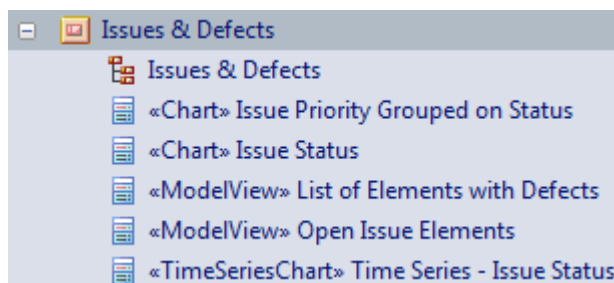 Issues & Defects
Issues & Defects
«Chart» Issue Priority Grouped on Status
«Chart» Issue Status
«ModelView» List of Elements with Defects
«ModelView» Open Issue Elements
«TimeSeriesChart» Time Series - Issue Status